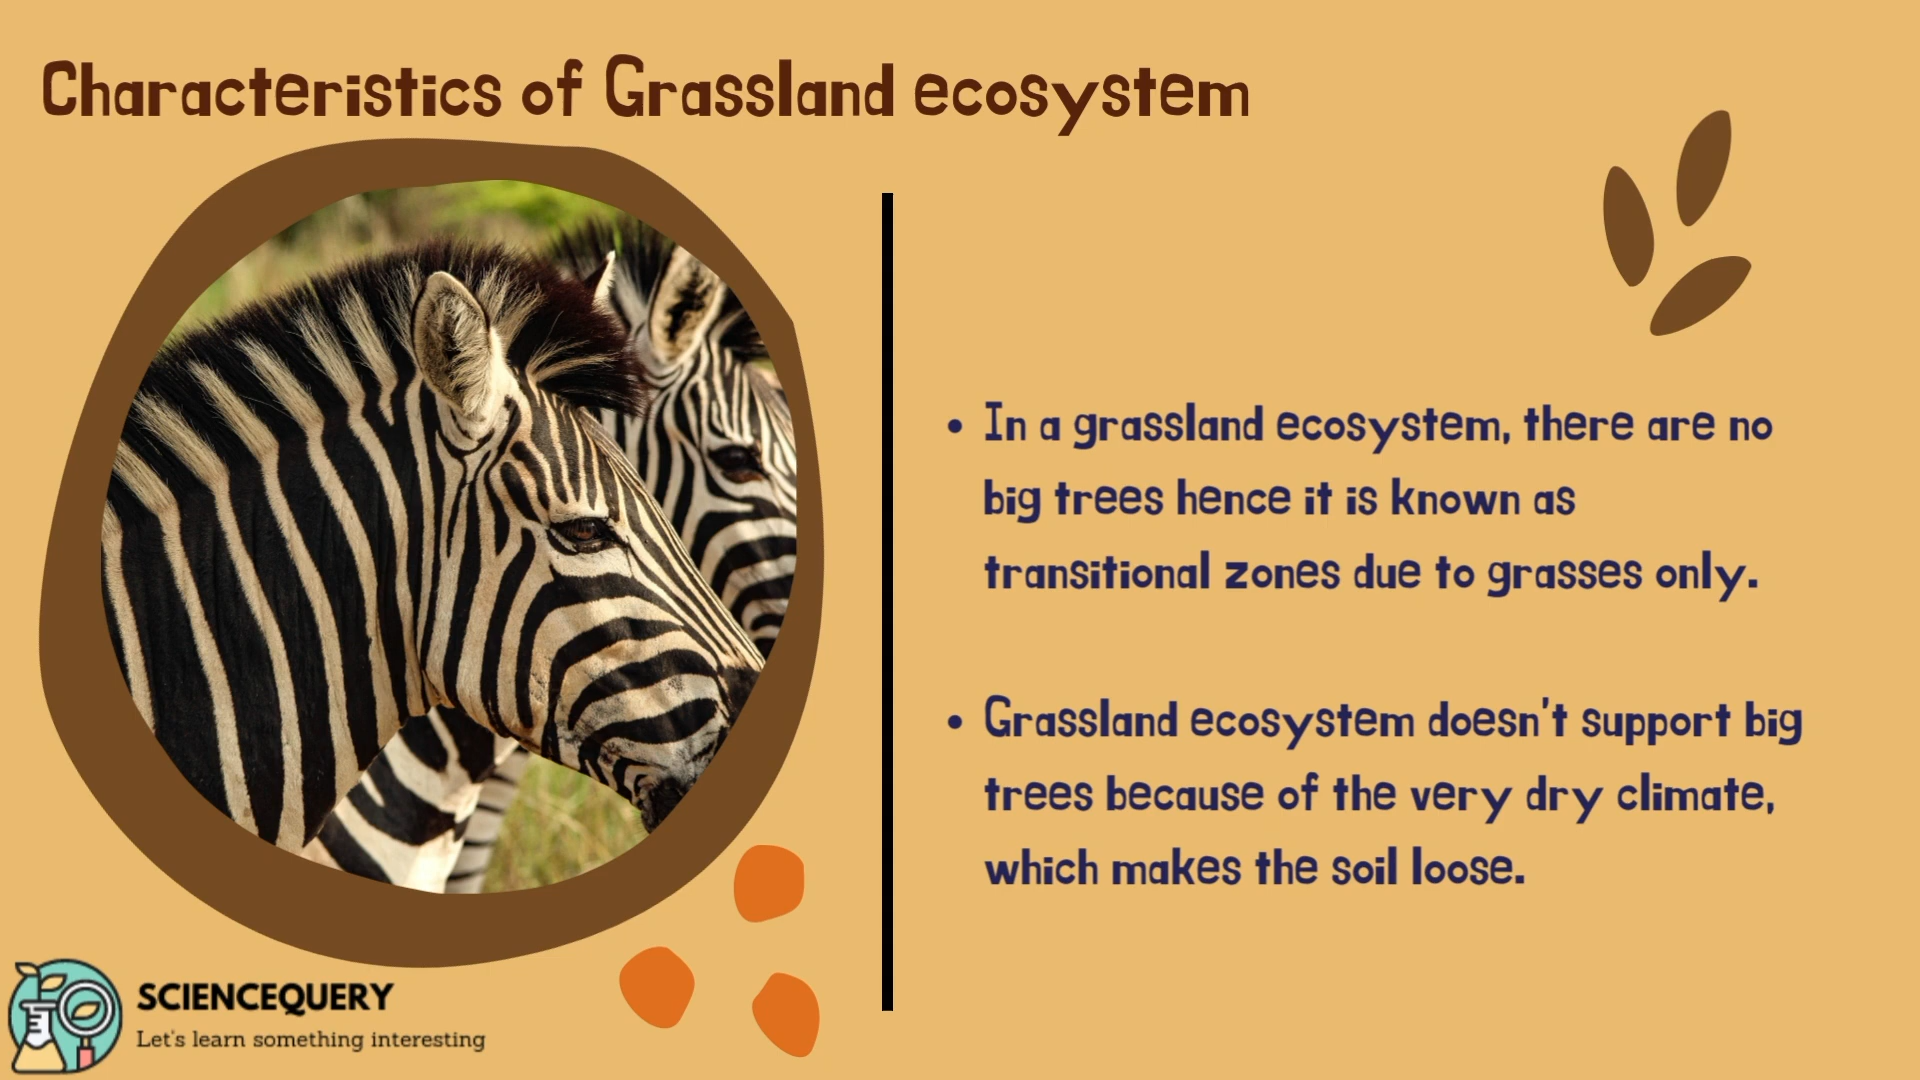 Characteristics of Grassland ecosystem
In a grassland ecosystem, there are no
big trees hence it is known as
transitional zones due to grasses only.
Grassland ecosystem doesn't support big
trees because of the very dry climate,
which makes the soil loose.
SCIENCEQUERY
Let's learn something interesting